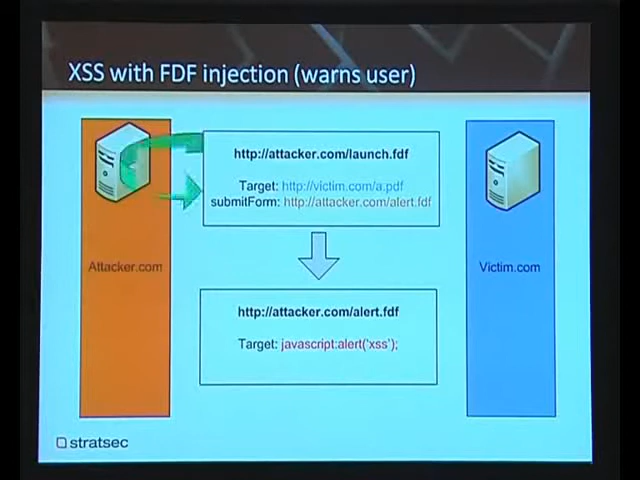 XSS with FDF injection (warns user)
http://attacker.com/launch.fdf
Target: http://victim.com/a.pdf
submitForm: http://attacker.com/alert.fdf
Attacker.com
Victim.com
http://attacker.com/alert.fdf
Target: javascript:alert('xss');
stratsec